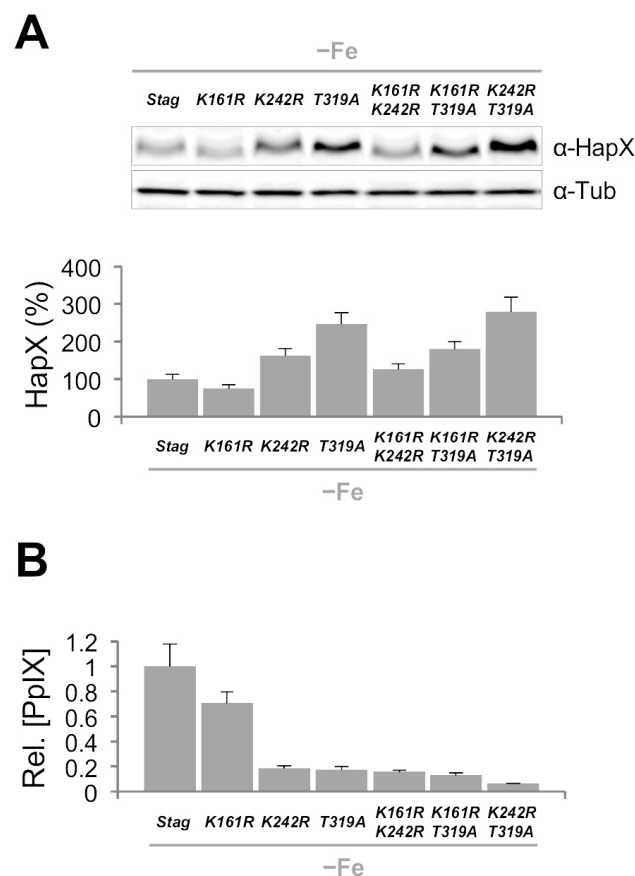 A
−Fe
Stag K161R K242R T319A K161R K161R K242R
K242R T319A T319A
α-HapX
α-Tub
400
300
200
100
0
HapX (%)
Stag K161R K242R T319A K161R K161R K242R
K242R T319A T319A
−Fe
B
1.2
1
0.8
0.6
0.4
0.2
0
Rel. [PpIX]
Stag K161R K242R T319A K161R K161R K242R
K242R T319A T319A
−Fe